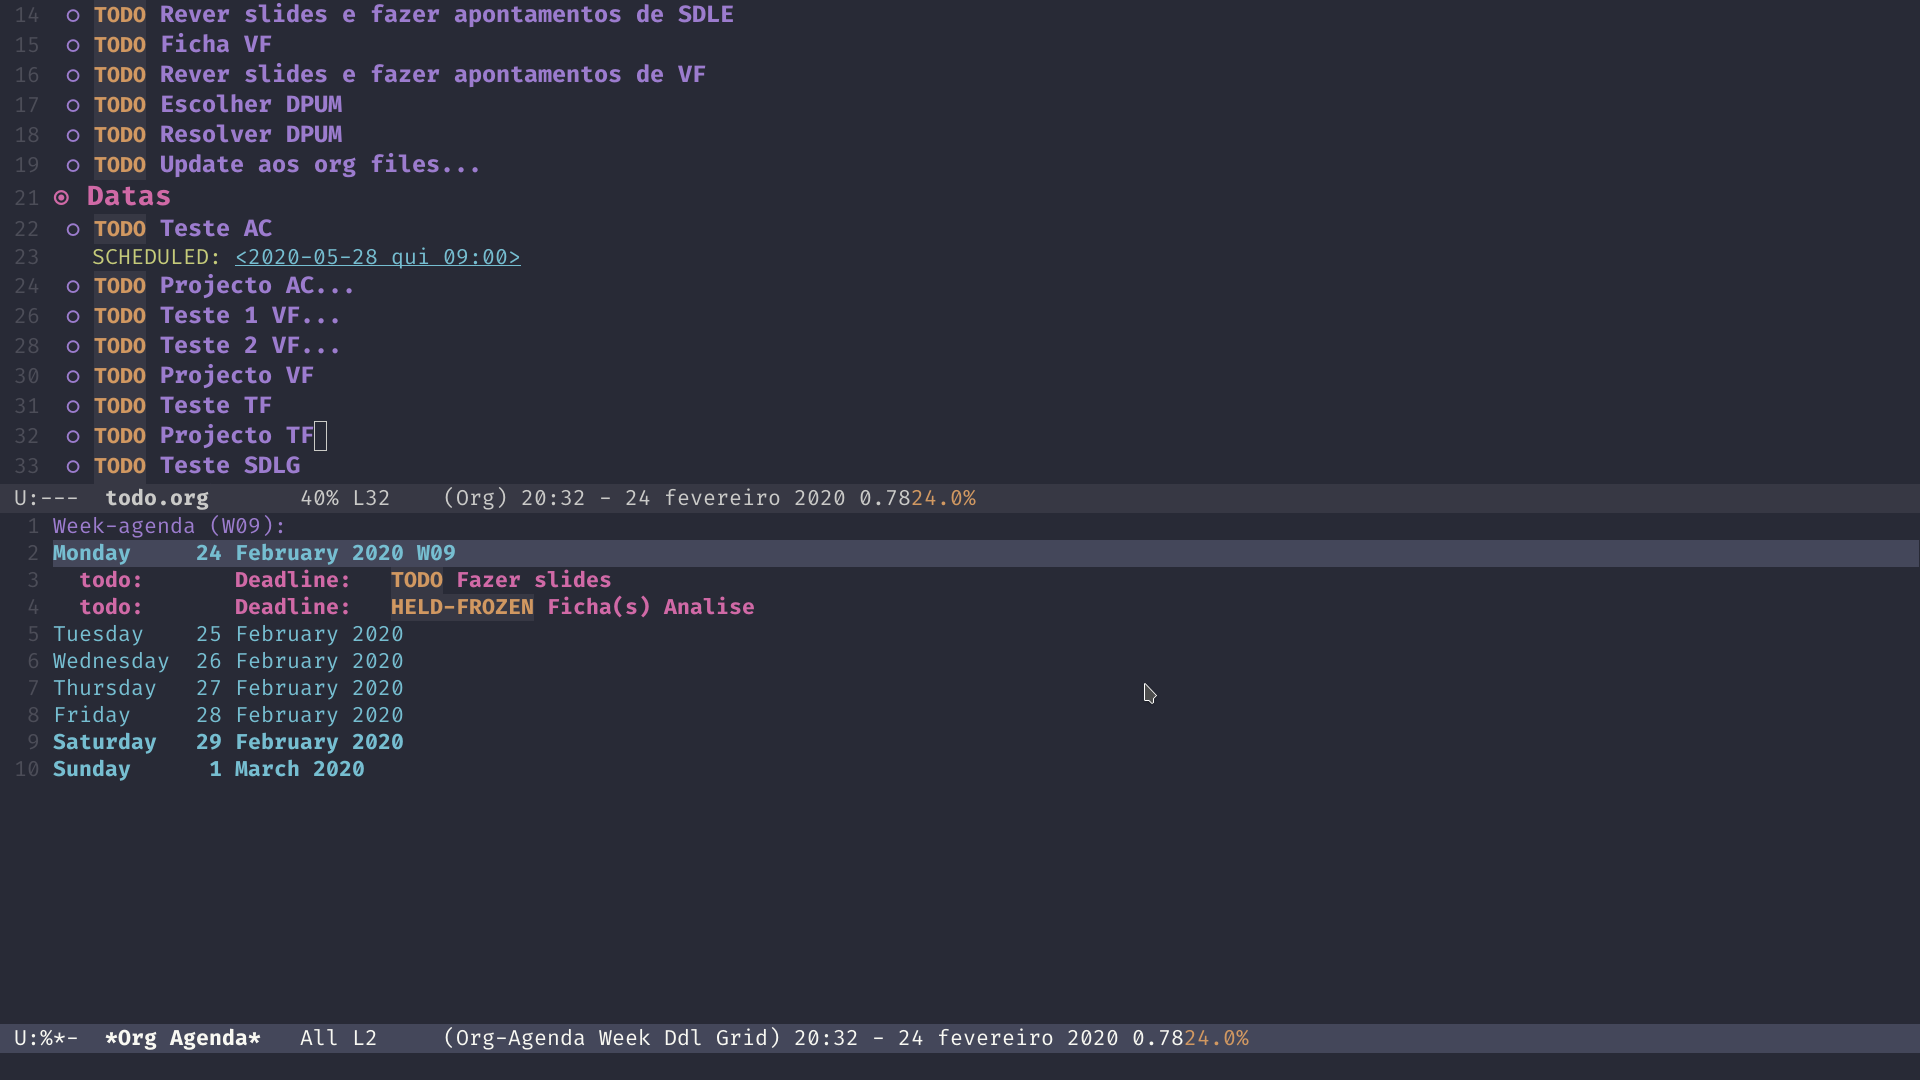 14 ○ TODO Rever slides e fazer apontamentos de SDLE
15 ○ TODO Ficha VF
16 ○ TODO Rever slides e fazer apontamentos de VF
17 ○ TODO Escolher DPUM
18 ○ TODO Resolver DPUM
19 ○ TODO Update aos org files...
21 ◉ Datas
22 ○ TODO Teste AC
23 SCHEDULED: <2020-05-28 qui 09:00>
24 ○ TODO Projecto AC...
26 ○ TODO Teste 1 VF...
28 ○ TODO Teste 2 VF...
30 ○ TODO Projecto VF
31 ○ TODO Teste TF
32 ○ TODO Projecto TF
33 ○ TODO Teste SDLG
U:--- todo.org 40% L32 (Org) 20:32 - 24 fevereiro 2020 0.7824.0%
1 Week-agenda (W09):
2 Monday 24 February 2020 W09
3 todo: Deadline: TODO Fazer slides
4 todo: Deadline: HELD-FROZEN Ficha(s) Analise
5 Tuesday 25 February 2020
6 Wednesday 26 February 2020
7 Thursday 27 February 2020
8 Friday 28 February 2020
9 Saturday 29 February 2020
10 Sunday 1 March 2020
U:%*- *Org Agenda* All L2 (Org-Agenda Week Ddl Grid) 20:32 - 24 fevereiro 2020 0.7824.0%